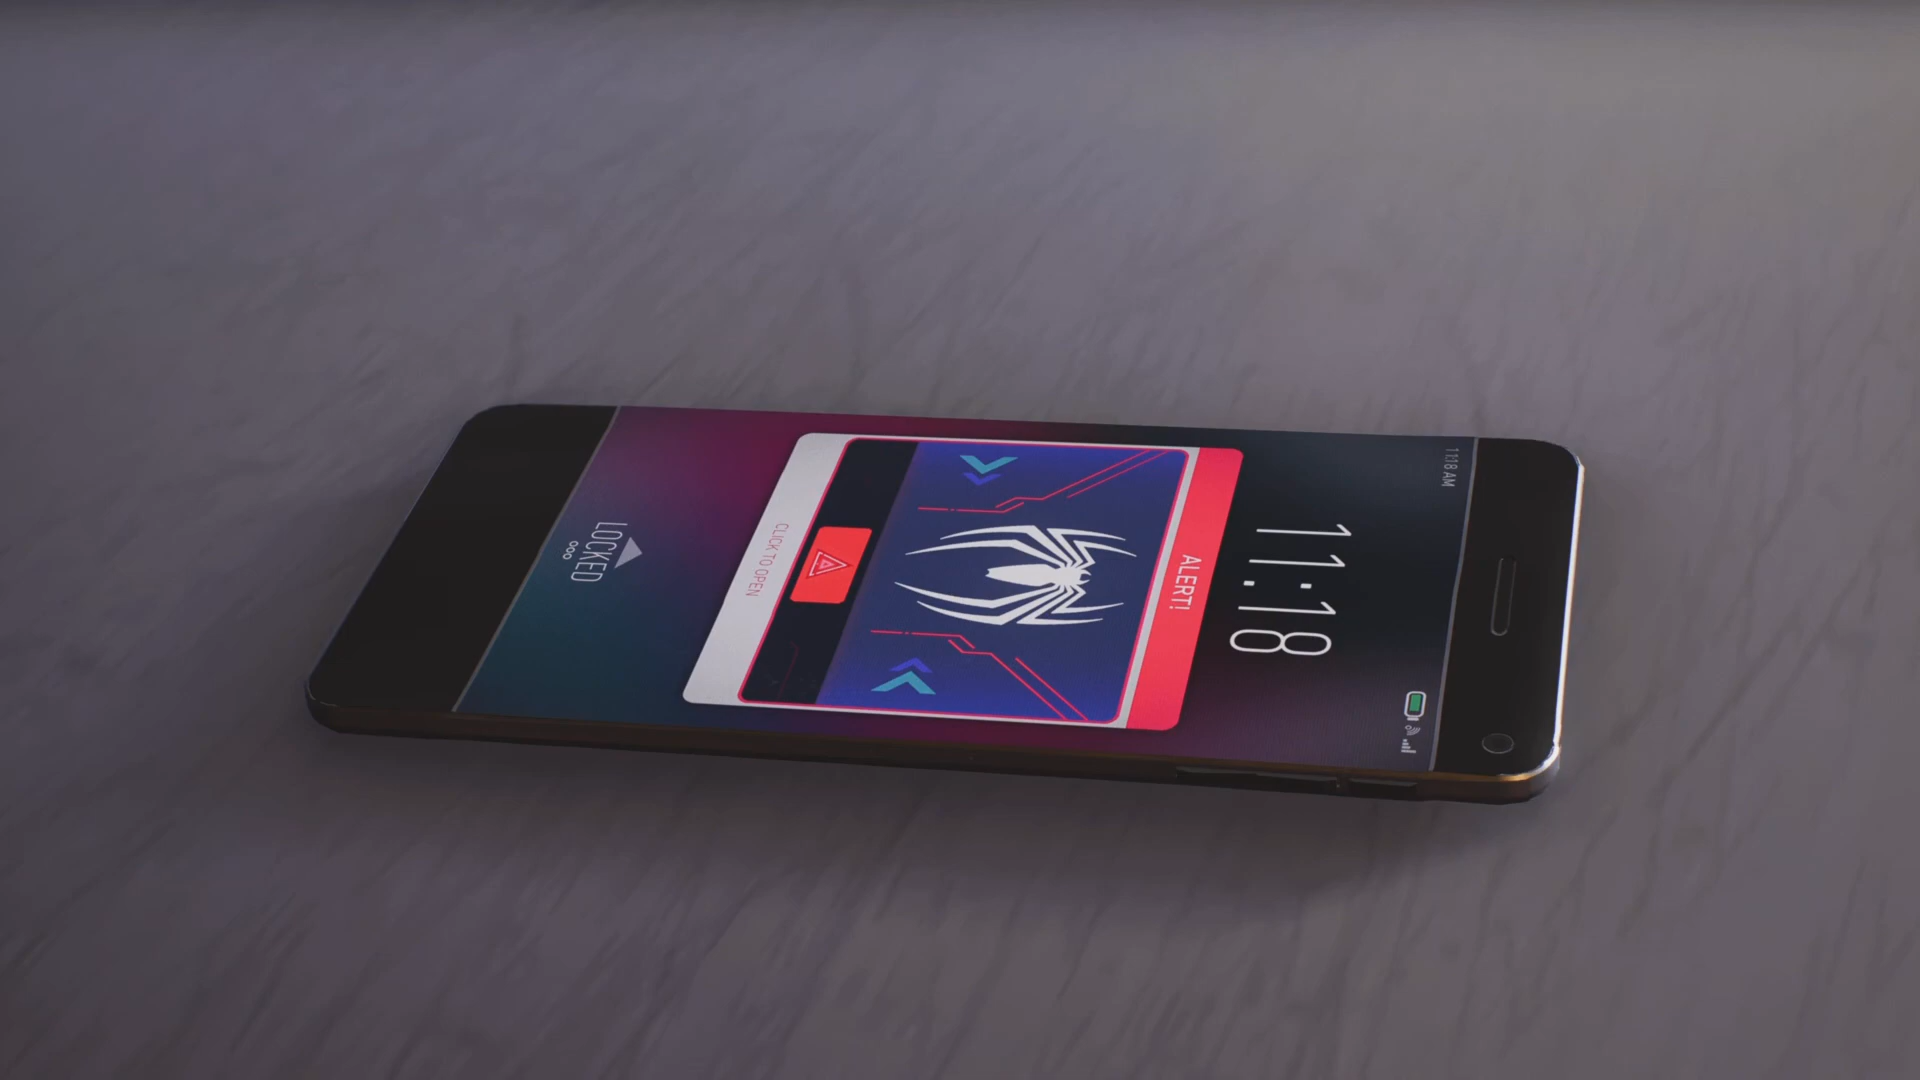 11:18 AM
11:18
ALERT!
CLICK TO OPEN
LOCKED